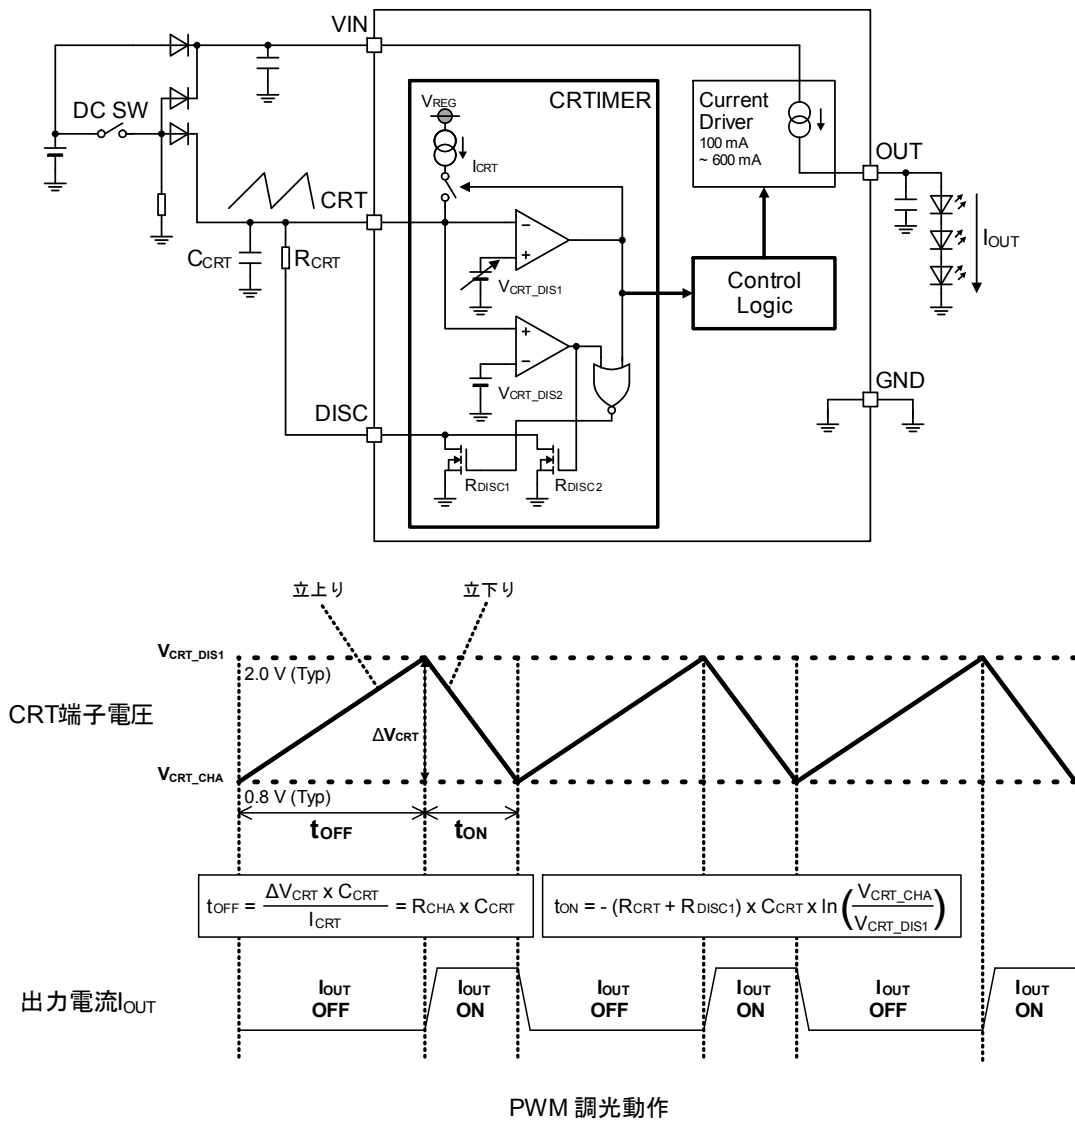 VIN
DC SW
CRTIMER
VREG
ICRT
Current
Driver
100 mA
~ 600 mA
OUT
CRT
CCRT
RCRT
－
＋
VCRT_DIS1
IOUT
Control
Logic
＋
－
VCRT_DIS2
GND
DISC
RDISC1
RDISC2
立上り
立下り
VCRT_DIS1
2.0 V (Typ)
CRT端子電圧
ΔVCRT
VCRT_CHA
0.8 V (Typ)
tOFF
tON
tOFF = ΔVCRT x CCRT / ICRT = RCHA x CCRT
tON = - (RCRT + RDISC1) x CCRT x ln (VCRT_CHA / VCRT_DIS1)
出力電流IOUT
IOUT
OFF
IOUT
ON
IOUT
OFF
IOUT
ON
IOUT
OFF
IOUT
ON
PWM 調光動作